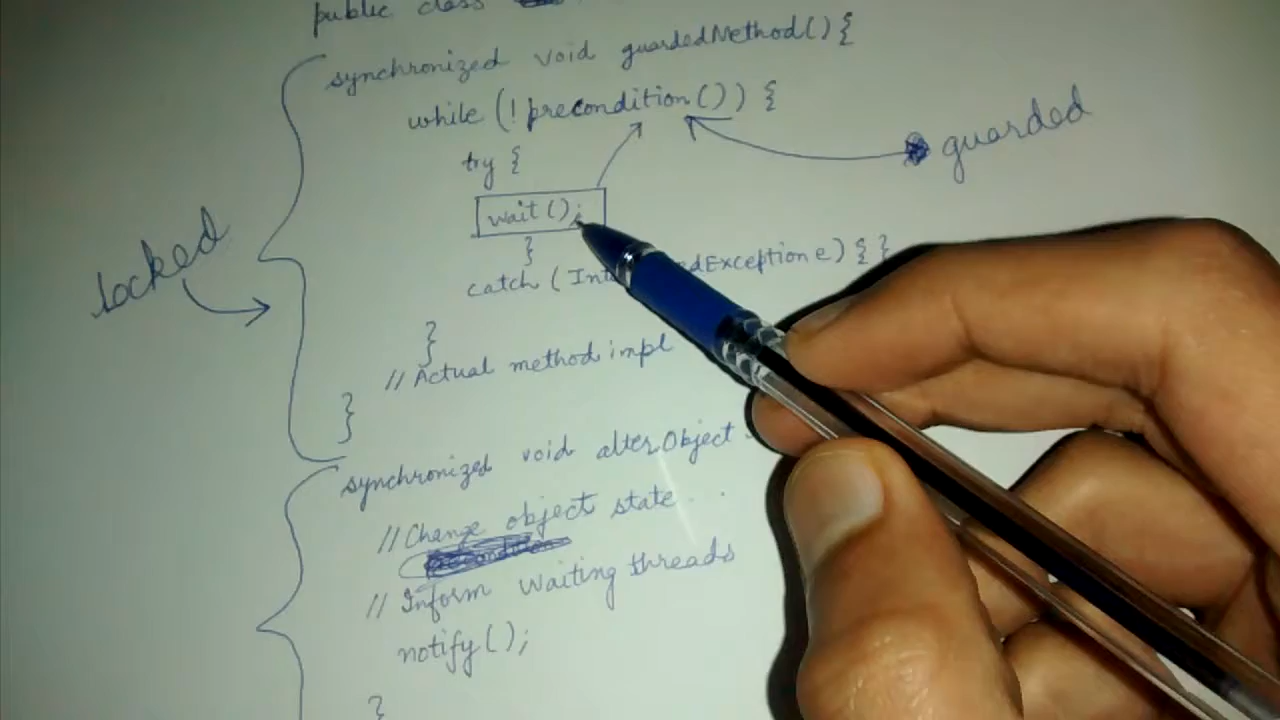 public class
synchronized void guardedMethod(){
while (! precondition()) {
guarded
try {
wait();
}
locked
catch ( dExceptione) { }
}
// Actual method impl
}
synchronized void alterObject
// Change object state
// Inform waiting threads
notify();
}